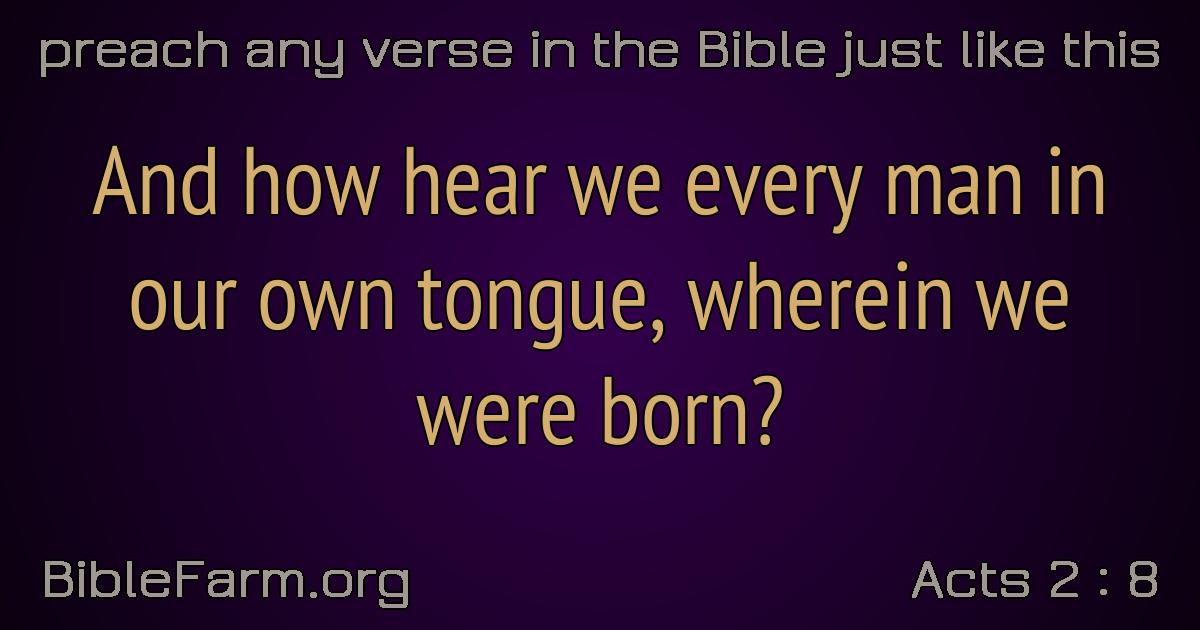 preach any verse in the Bible just like this
And how hear we every man in
our own tongue, wherein we
were born?
BibleFarm.org
Acts 2 : 8